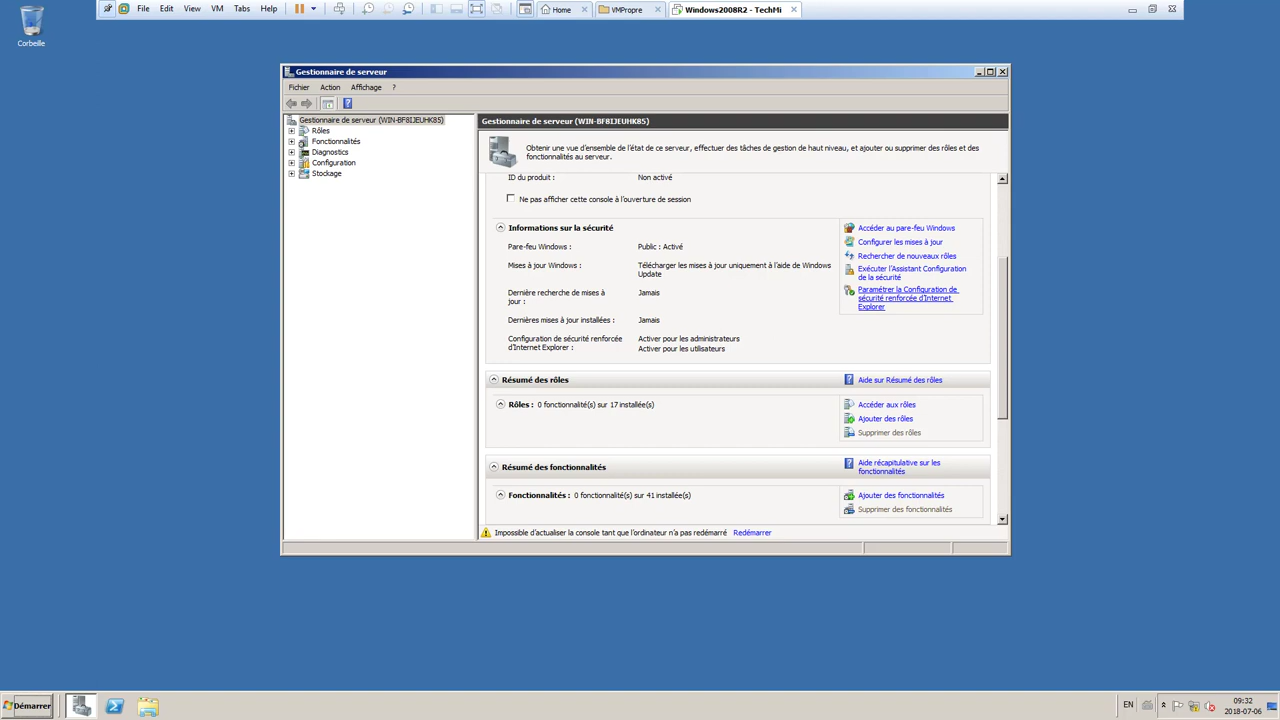 File Edit View VM Tabs Help
Home
VMPropre
Windows2008R2 - TechMi
Corbeille
Gestionnaire de serveur
Fichier Action Affichage ?
Gestionnaire de serveur (WIN-BF8IJEUHK85)
Rôles
Fonctionnalités
Diagnostics
Configuration
Stockage
Gestionnaire de serveur (WIN-BF8IJEUHK85)
Obtenir une vue d'ensemble de l'état de ce serveur, effectuer des tâches de gestion de haut niveau, et ajouter ou supprimer des rôles et des
fonctionnalités au serveur.
ID du produit : Non activé
Ne pas afficher cette console à l'ouverture de session
Informations sur la sécurité
Pare-feu Windows : Public : Activé
Mises à jour Windows : Télécharger les mises à jour uniquement à l'aide de Windows
Update
Dernière recherche de mises à
jour : Jamais
Dernières mises à jour installées : Jamais
Configuration de sécurité renforcée
d'Internet Explorer : Activer pour les administrateurs
Activer pour les utilisateurs
Accéder au pare-feu Windows
Configurer les mises à jour
Rechercher de nouveaux rôles
Exécuter l'Assistant Configuration
de la sécurité
Paramétrer la Configuration de
sécurité renforcée d'Internet
Explorer
Résumé des rôles
Aide sur Résumé des rôles
Rôles : 0 fonctionnalité(s) sur 17 installée(s)
Accéder aux rôles
Ajouter des rôles
Supprimer des rôles
Résumé des fonctionnalités
Aide récapitulative sur les
fonctionnalités
Fonctionnalités : 0 fonctionnalité(s) sur 41 installée(s)
Ajouter des fonctionnalités
Supprimer des fonctionnalités
Impossible d'actualiser la console tant que l'ordinateur n'a pas redémarré Redémarrer
Démarrer
EN
09:32
2018-07-06